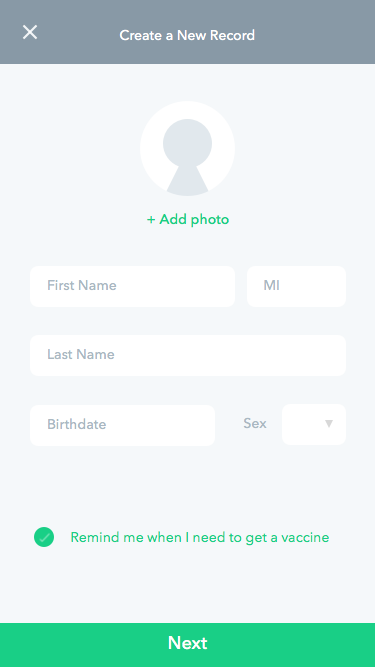 Create a New Record
+ Add photo
First Name MI
Last Name
Birthdate Sex
Remind me when I need to get a vaccine
Next